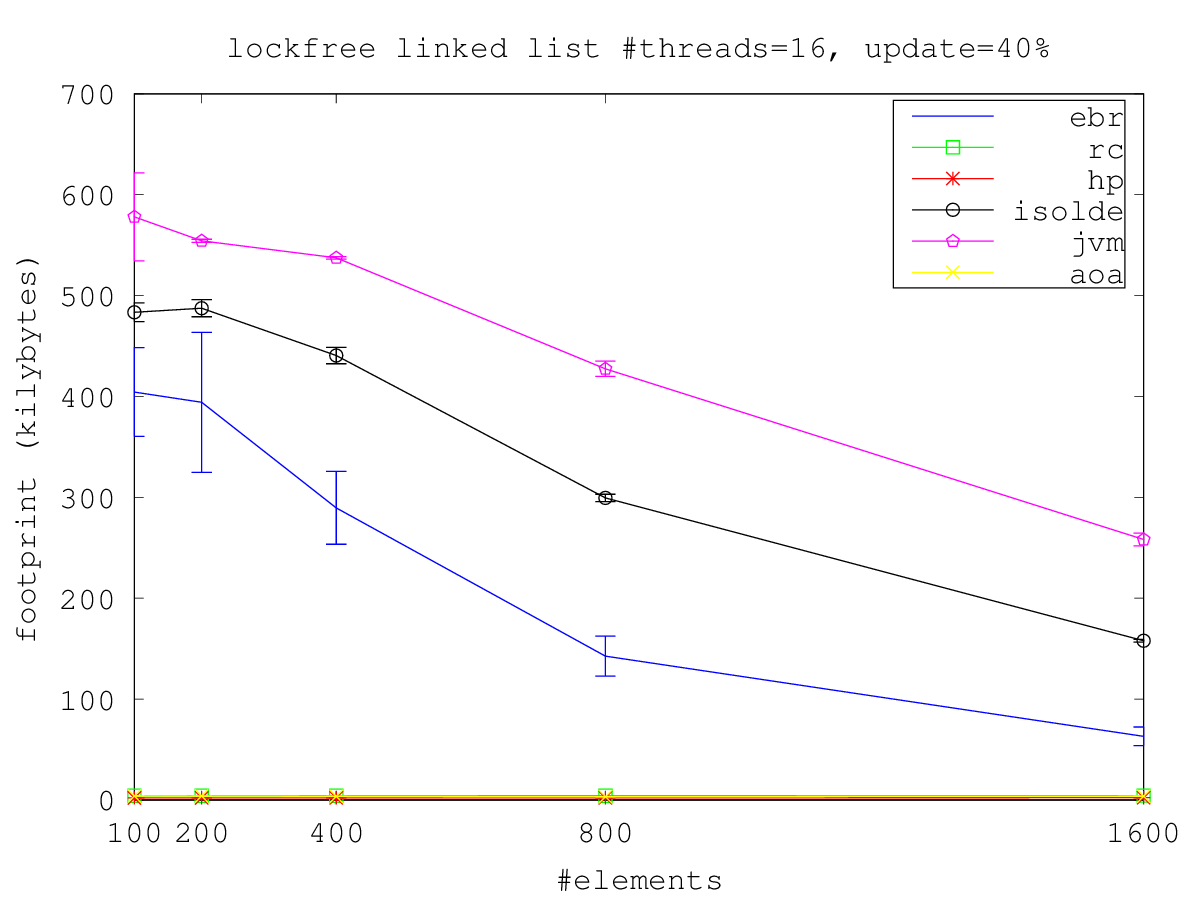 lockfree linked list #threads=16, update=40%
700
600
500
400
300
200
100
0
footprint (kilybytes)
ebr
rc
hp
isolde
jvm
aoa
100 200 400 800 1600
#elements